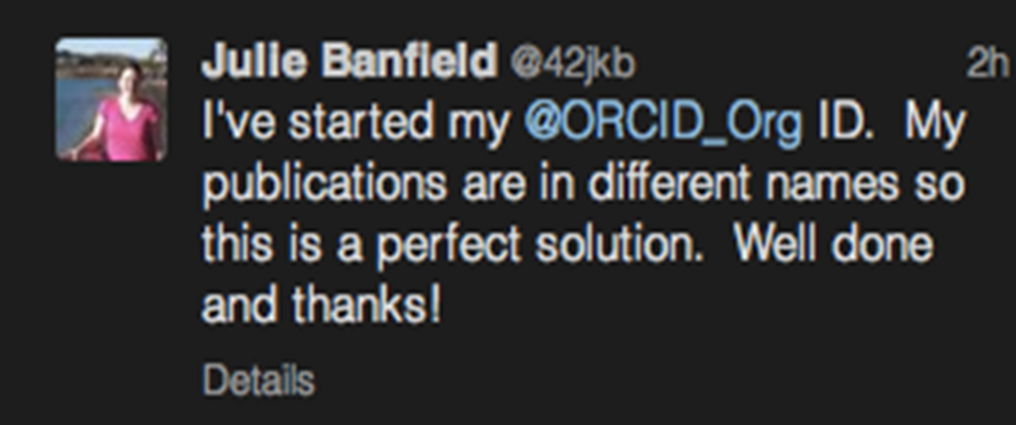 Julie Banfield @42jkb 2h
I've started my @ORCID_Org ID.  My
publications are in different names so
this is a perfect solution.  Well done
and thanks!
Details